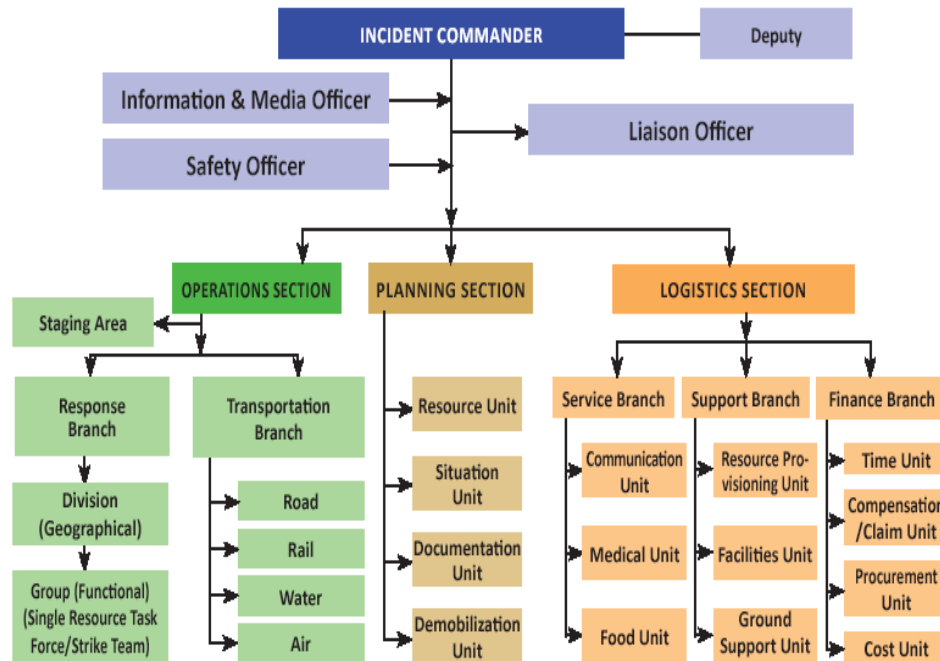 INCIDENT COMMANDER
Deputy
Information & Media Officer
Liaison Officer
Safety Officer
OPERATIONS SECTION
PLANNING SECTION
LOGISTICS SECTION
Staging Area
Response
Branch
Transportation
Branch
Division
(Geographical)
Group (Functional)
(Single Resource Task
Force/Strike Team)
Road
Rail
Water
Air
Resource Unit
Situation
Unit
Documentation
Unit
Demobilization
Unit
Service Branch
Communication
Unit
Medical Unit
Food Unit
Support Branch
Resource Pro-
visioning Unit
Facilities Unit
Ground
Support Unit
Finance Branch
Time Unit
Compensation
/Claim Unit
Procurement
Unit
Cost Unit